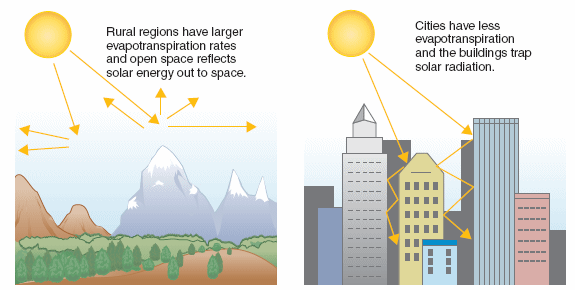 Rural regions have larger
evapotranspiration rates
and open space reflects
solar energy out to space.
Cities have less
evapotranspiration
and the buildings trap
solar radiation.